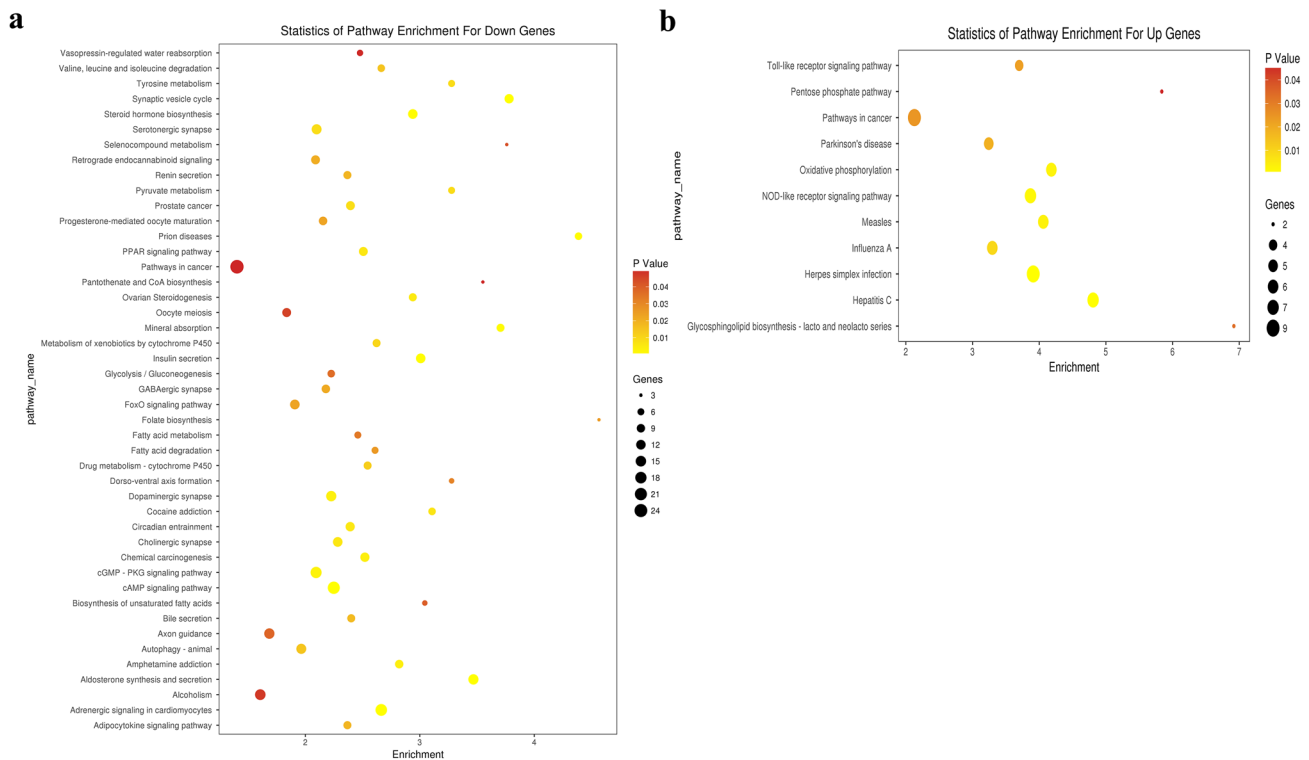 a
Statistics of Pathway Enrichment For Down Genes
pathway_name
Vasopressin-regulated water reabsorption
Valine, leucine and isoleucine degradation
Tyrosine metabolism
Synaptic vesicle cycle
Steroid hormone biosynthesis
Serotonergic synapse
Selenocompound metabolism
Retrograde endocannabinoid signaling
Renin secretion
Pyruvate metabolism
Prostate cancer
Progesterone-mediated oocyte maturation
Prion diseases
PPAR signaling pathway
Pathways in cancer
Pantothenate and CoA biosynthesis
Ovarian Steroidogenesis
Oocyte meiosis
Mineral absorption
Metabolism of xenobiotics by cytochrome P450
Insulin secretion
Glycolysis / Gluconeogenesis
GABAergic synapse
FoxO signaling pathway
Folate biosynthesis
Fatty acid metabolism
Fatty acid degradation
Drug metabolism - cytochrome P450
Dorso-ventral axis formation
Dopaminergic synapse
Cocaine addiction
Circadian entrainment
Cholinergic synapse
Chemical carcinogenesis
cGMP - PKG signaling pathway
cAMP signaling pathway
Biosynthesis of unsaturated fatty acids
Bile secretion
Axon guidance
Autophagy - animal
Amphetamine addiction
Aldosterone synthesis and secretion
Alcoholism
Adrenergic signaling in cardiomyocytes
Adipocytokine signaling pathway
2 3 4
Enrichment
P Value
0.04
0.03
0.02
0.01
Genes
3
6
9
12
15
18
21
24
b
Statistics of Pathway Enrichment For Up Genes
pathway_name
Toll-like receptor signaling pathway
Pentose phosphate pathway
Pathways in cancer
Parkinson's disease
Oxidative phosphorylation
NOD-like receptor signaling pathway
Measles
Influenza A
Herpes simplex infection
Hepatitis C
Glycosphingolipid biosynthesis - lacto and neolacto series
2 3 4 5 6 7
Enrichment
P Value
0.04
0.03
0.02
0.01
Genes
2
4
5
6
7
9